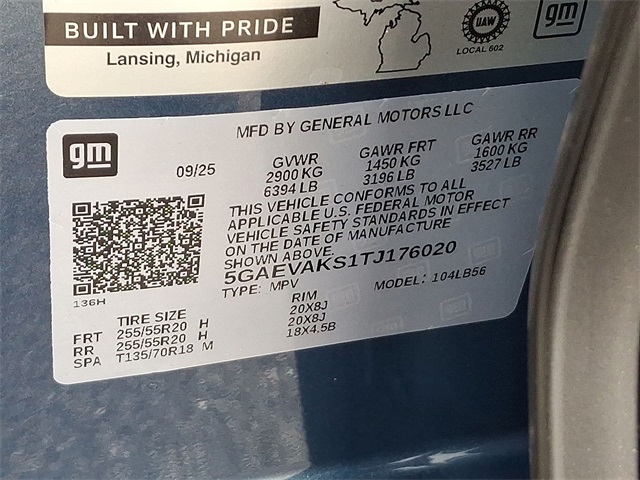 BUILT WITH PRIDE
Lansing, Michigan
UAW
LOCAL 602
gm
gm
MFD BY GENERAL MOTORS LLC
09/25
GVWR GAWR FRT GAWR RR
2900 KG 1450 KG 1600 KG
6394 LB 3196 LB 3527 LB
THIS VEHICLE CONFORMS TO ALL
APPLICABLE U.S. FEDERAL MOTOR
VEHICLE SAFETY STANDARDS IN EFFECT
ON THE DATE OF MANUFACTURE
SHOWN ABOVE.
5GAEVAKS1TJ176020
TYPE: MPV MODEL: 104LB56
136H
TIRE SIZE RIM
FRT 255/55R20 H 20X8J
RR 255/55R20 H 20X8J
SPA T135/70R18 M 18X4.5B